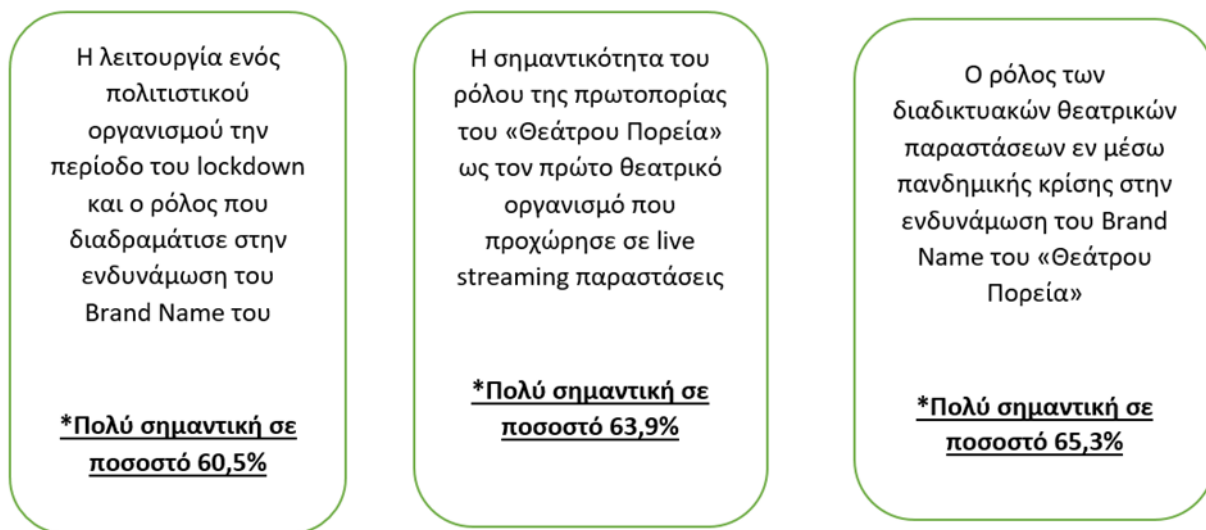 Η λειτουργία ενός
πολιτιστικού
οργανισμού την
περίοδο του lockdown
και ο ρόλος που
διαδραμάτισε στην
ενδυνάμωση του
Brand Name του
*Πολύ σημαντική σε
ποσοστό 60,5%
Η σημαντικότητα του
ρόλου της πρωτοπορίας
του «Θεάτρου Πορεία»
ως τον πρώτο θεατρικό
οργανισμό που
προχώρησε σε live
streaming παραστάσεις
*Πολύ σημαντική σε
ποσοστό 63,9%
Ο ρόλος των
διαδικτυακών θεατρικών
παραστάσεων εν μέσω
πανδημικής κρίσης στην
ενδυνάμωση του Brand
Name του «Θεάτρου
Πορεία»
*Πολύ σημαντική σε
ποσοστό 65,3%